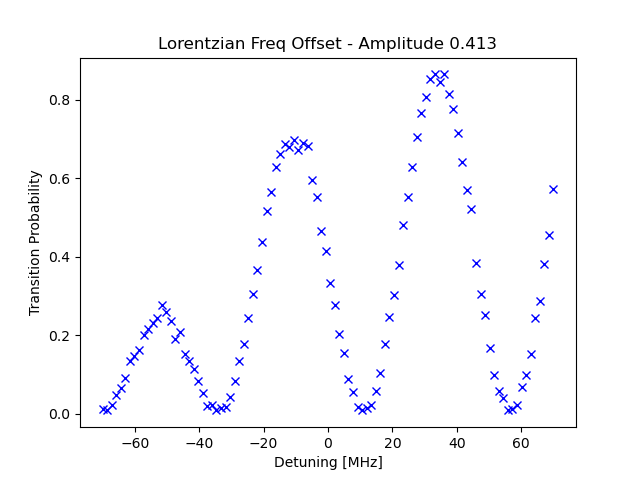 Lorentzian Freq Offset - Amplitude 0.413
Transition Probability
0.8
0.6
0.4
0.2
0.0
−60 −40 −20 0 20 40 60
Detuning [MHz]